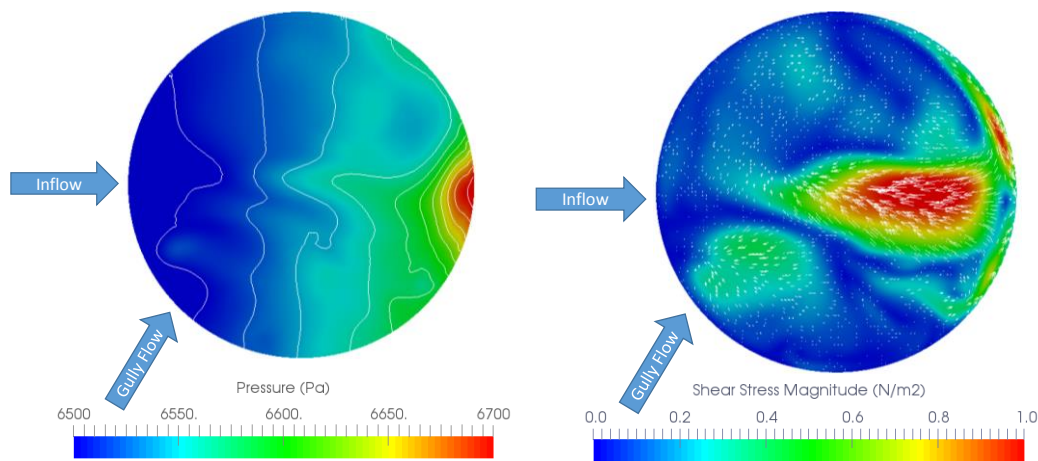 Inflow
Gully Flow
Pressure (Pa)
6500 6550. 6600. 6650. 6700
Inflow
Gully Flow
Shear Stress Magnitude (N/m2)
0.0 0.2 0.4 0.6 0.8 1.0